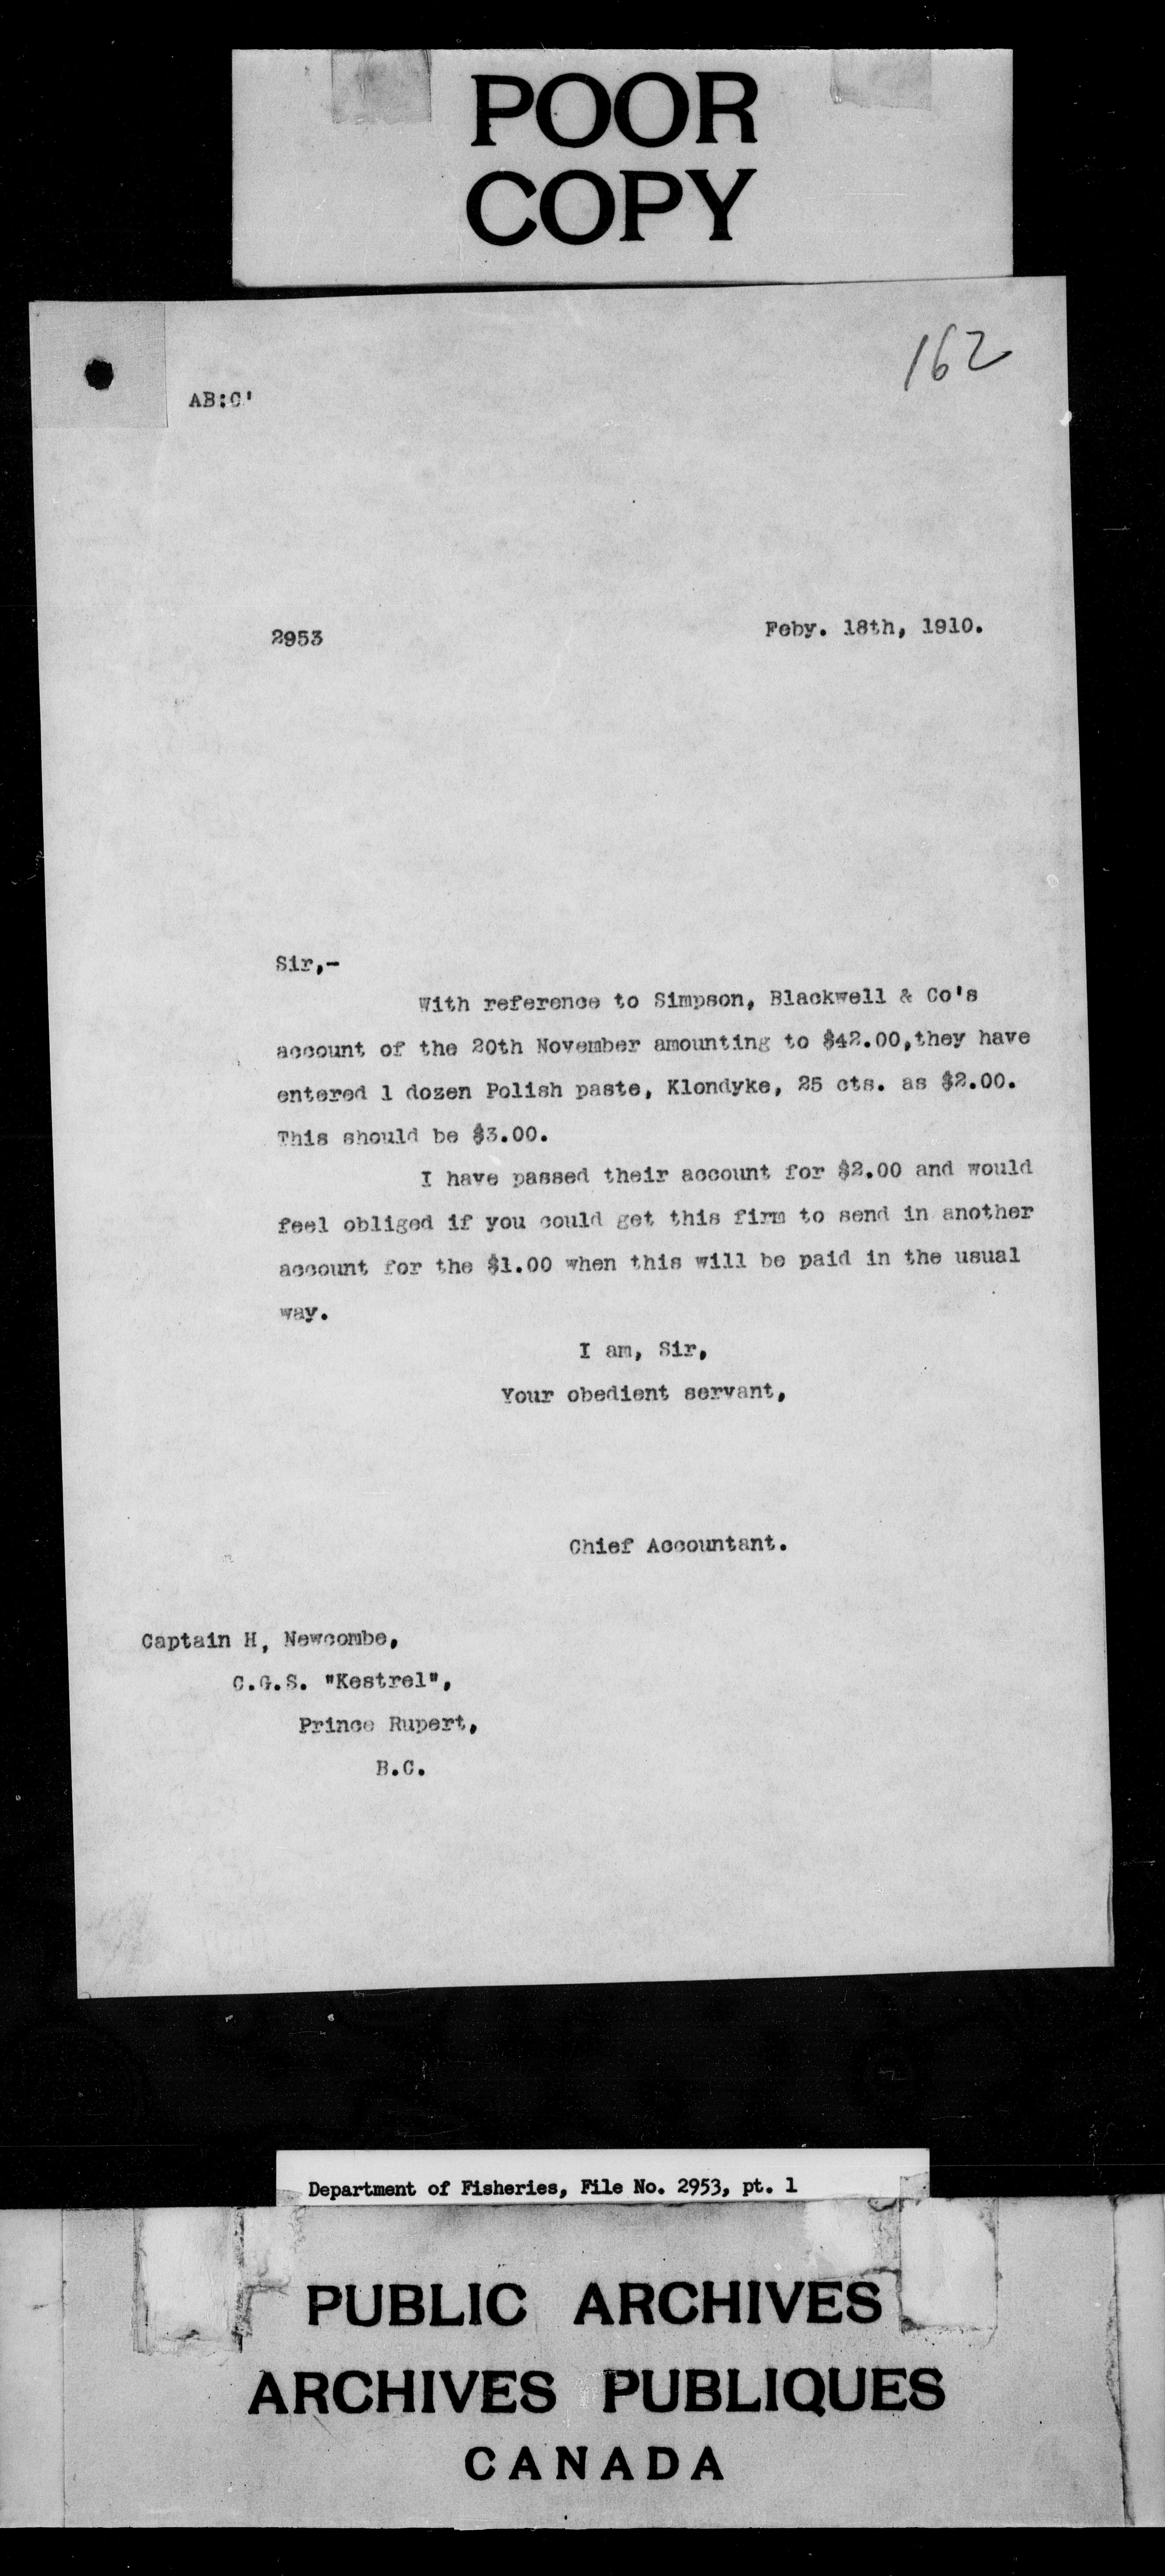 POOR
COPY
162
AB:C'
2953
Feby. 18th, 1910.
Sir,-
With reference to Simpson, Blackwell & Co's
account of the 20th November amounting to $42.00,they have
entered 1 dozen Polish paste, Klondyke, 25 cts. as $2.00.
This should be $3.00.
I have passed their account for $2.00 and would
feel obliged if you could get this firm to send in another
account for the $1.00 when this will be paid in the usual
way.
I am, Sir,
Your obedient servant,
Chief Accountant.
Captain H, Newcombe,
C.G.S. "Kestrel",
Prince Rupert,
B.C.
Department of Fisheries, File No. 2953, pt. 1
PUBLIC ARCHIVES
ARCHIVES PUBLIQUES
CANADA